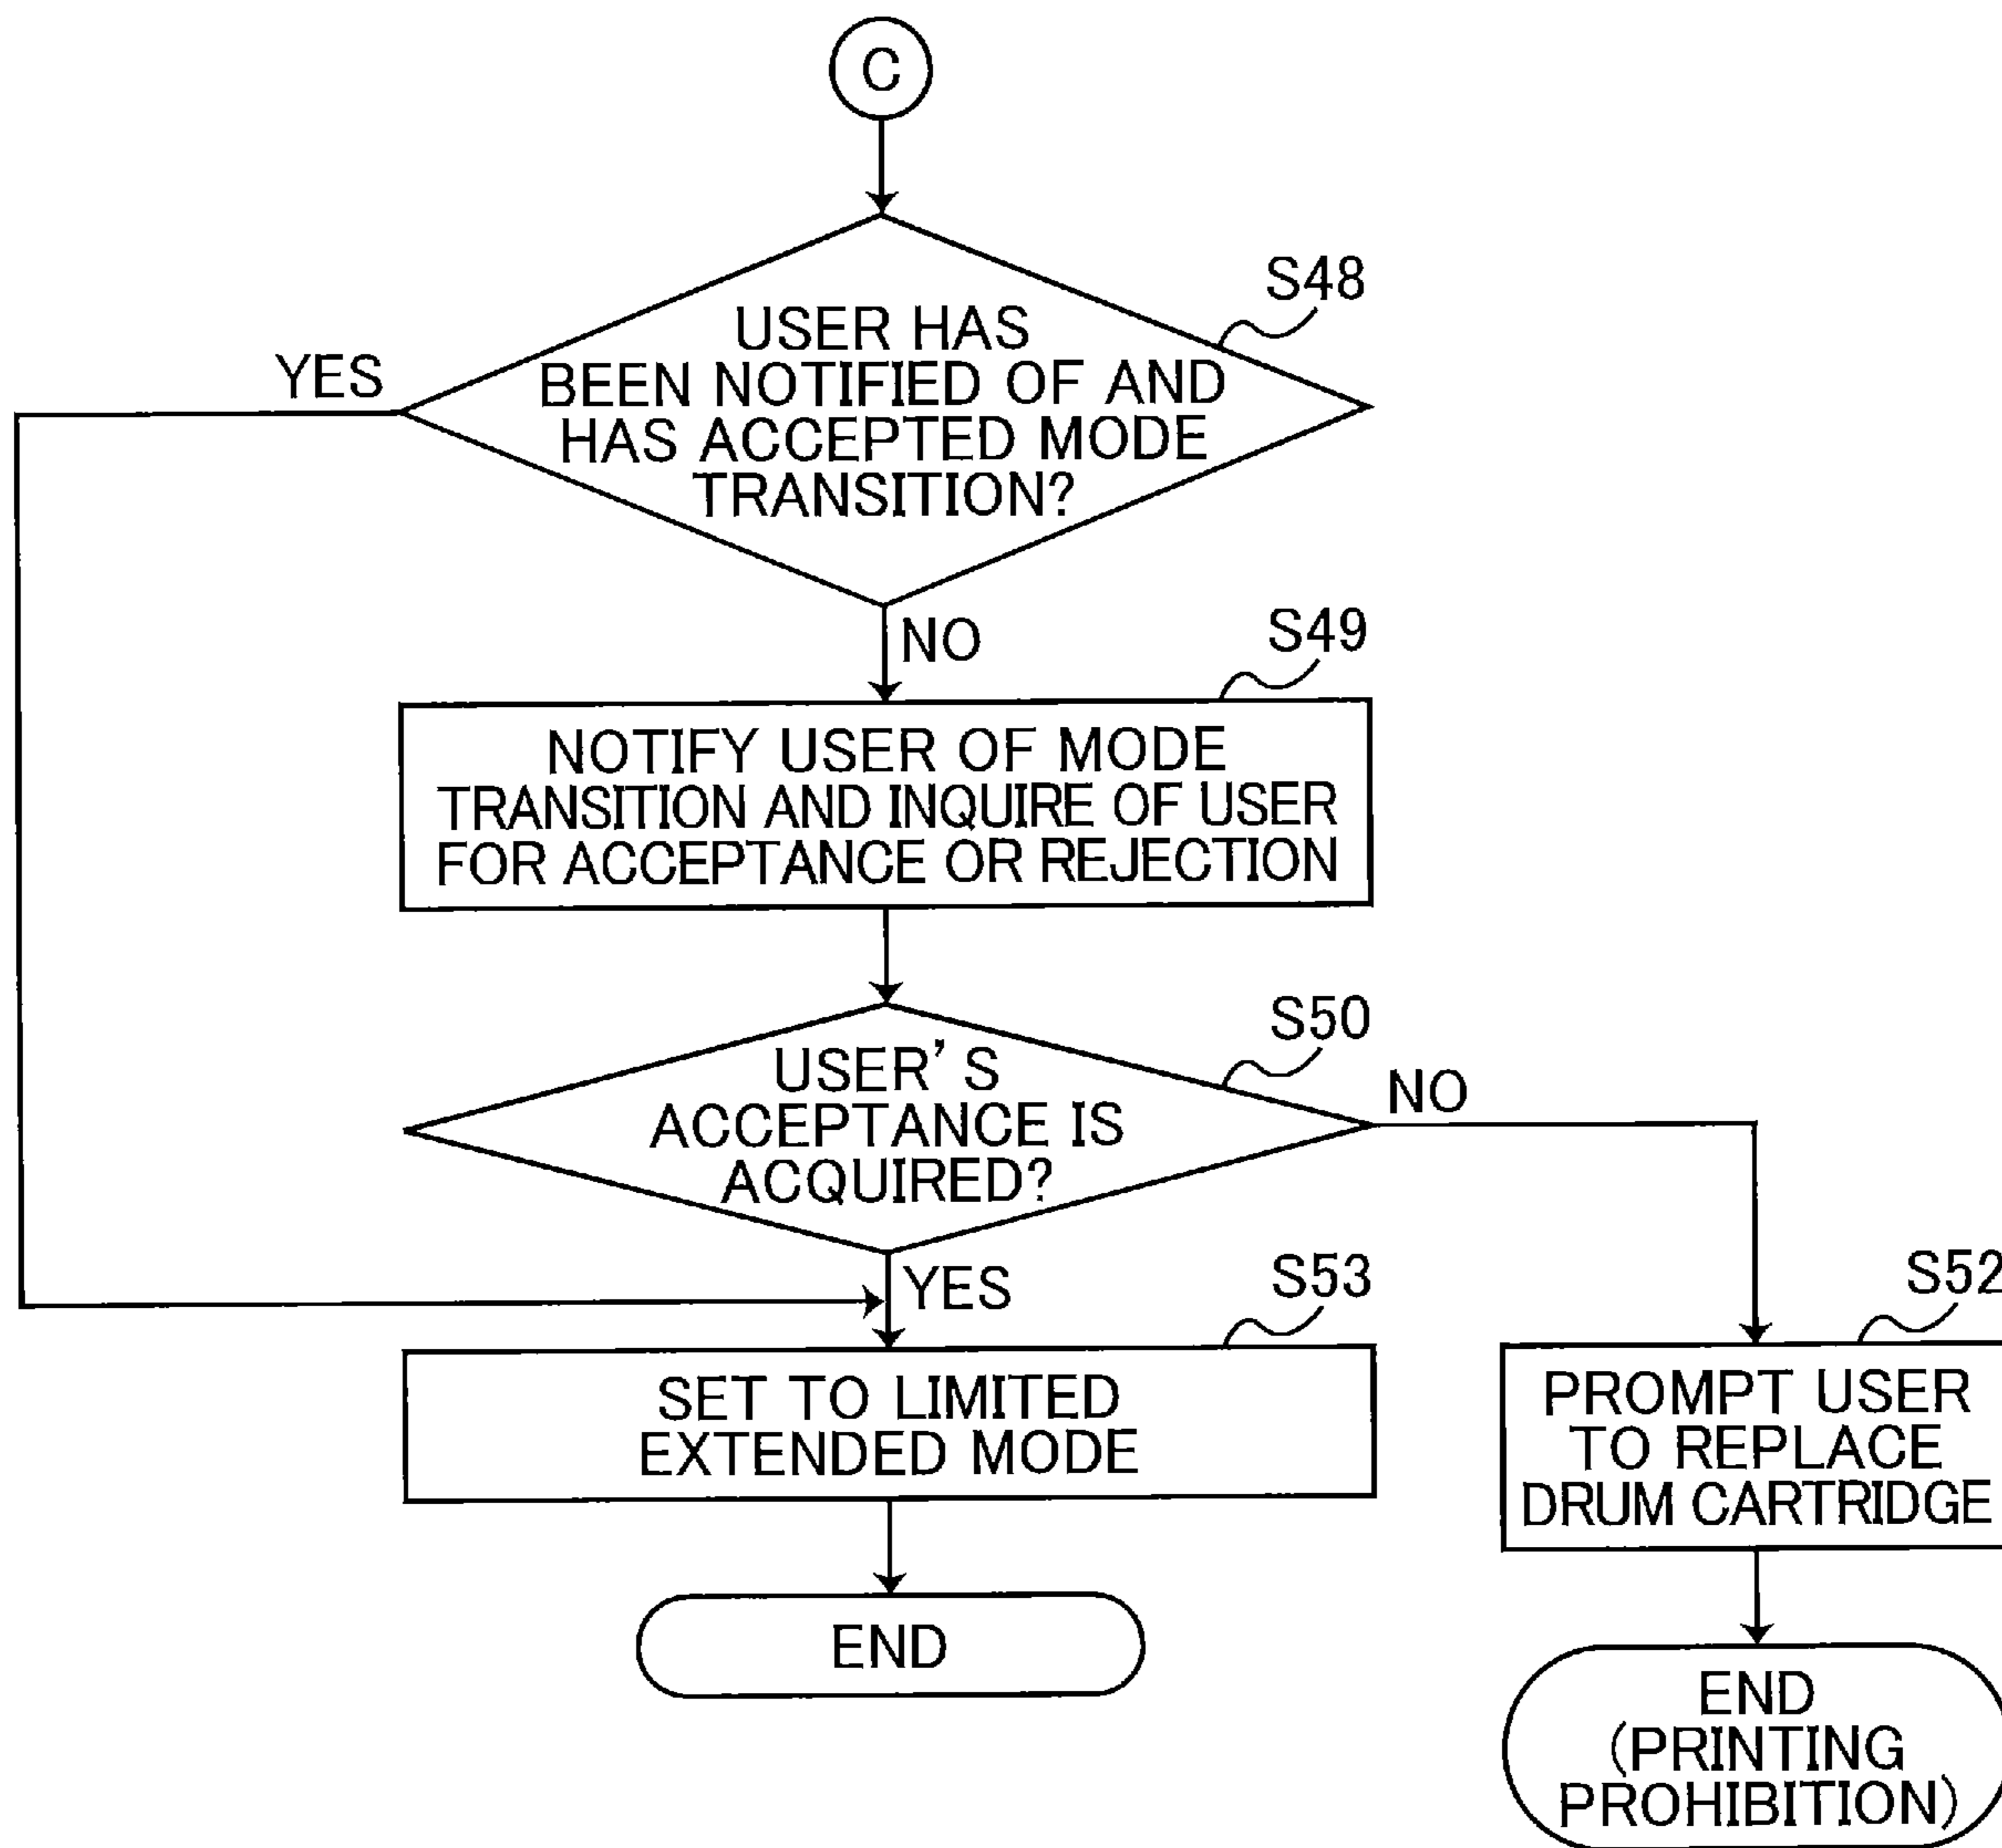 C
S48
USER HAS
BEEN NOTIFIED OF AND
HAS ACCEPTED MODE
TRANSITION?
YES
NO
S49
NOTIFY USER OF MODE
TRANSITION AND INQUIRE OF USER
FOR ACCEPTANCE OR REJECTION
S50
USER'S
ACCEPTANCE IS
ACQUIRED?
NO
YES
S53
SET TO LIMITED
EXTENDED MODE
END
S52
PROMPT USER
TO REPLACE
DRUM CARTRIDGE
END
(PRINTING
PROHIBITION)